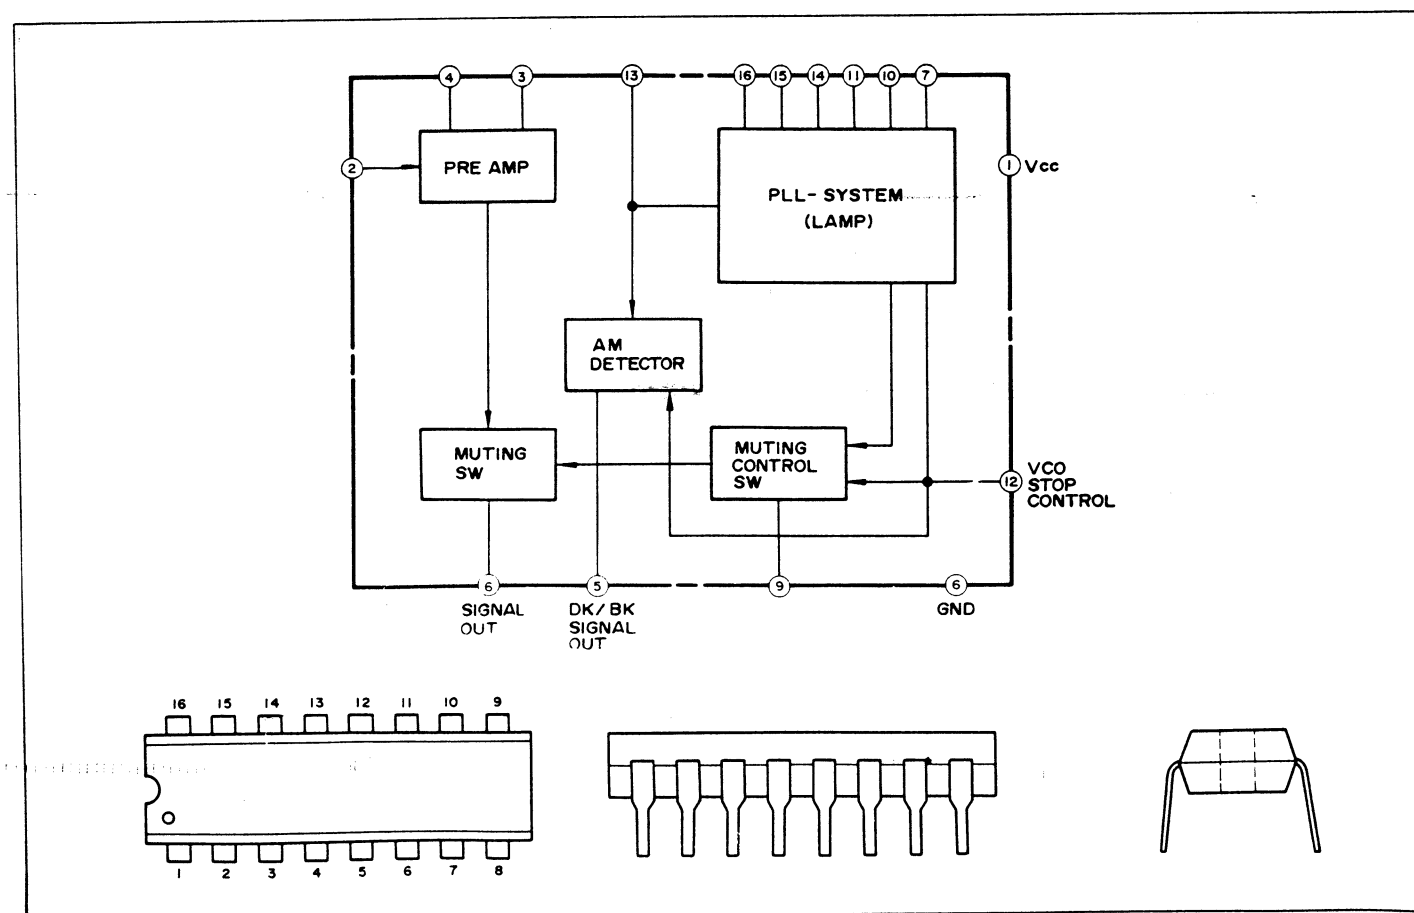 4 3 13 16 15 14 11 10 7
2 PRE AMP
PLL-SYSTEM
(LAMP)
1 Vcc
AM
DETECTOR
MUTING
SW
MUTING
CONTROL
SW
12 VCO
STOP
CONTROL
6 5 9 6
SIGNAL
OUT
DK/BK
SIGNAL
OUT
GND
16 15 14 13 12 11 10 9
1 2 3 4 5 6 7 8